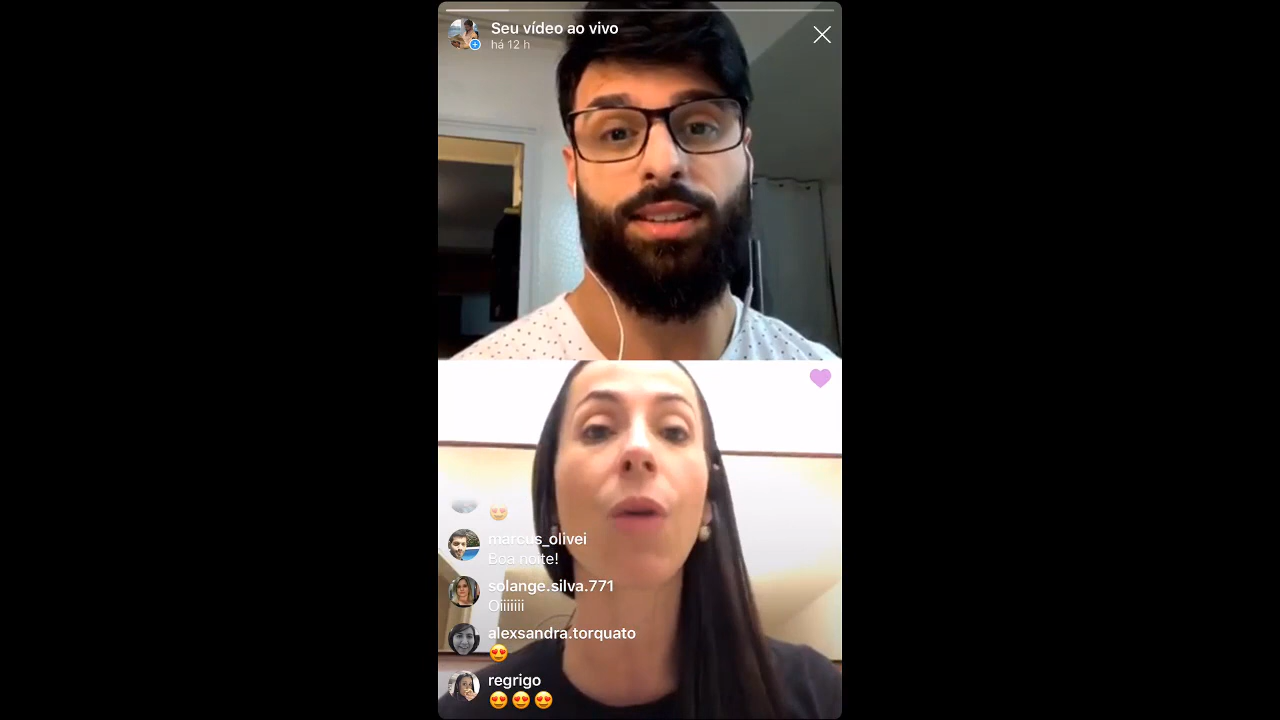 Seu vídeo ao vivo
há 12 h
😍
marcus_olivei
Boa noite!
solange.silva.771
Oiiiiiii
alexsandra.torquato
😍
regrigo
😍😍😍